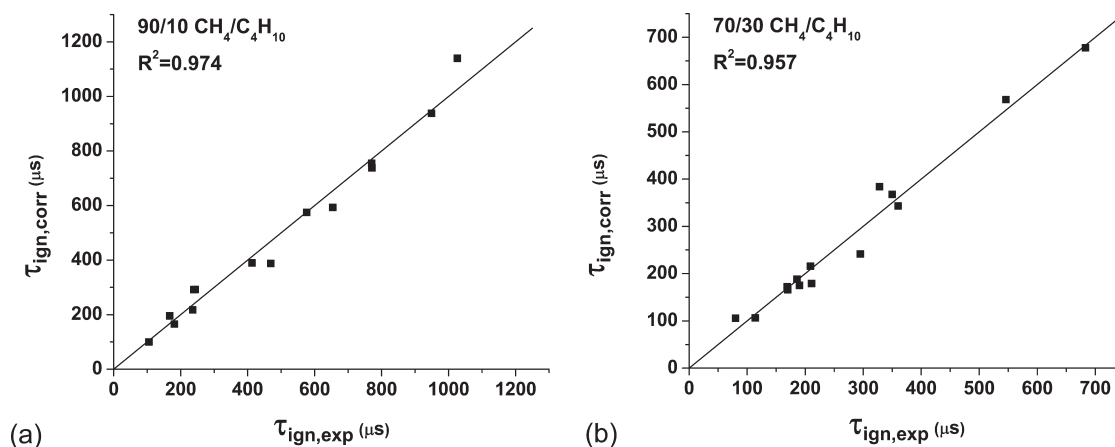 90/10 CH₄/C₄H₁₀
R²=0.974
1200
1000
800
600
400
200
0
τign,corr (μs)
0 200 400 600 800 1000 1200
τign,exp (μs)
(a)
70/30 CH₄/C₄H₁₀
R²=0.957
700
600
500
400
300
200
100
0
τign,corr (μs)
0 100 200 300 400 500 600 700
τign,exp (μs)
(b)